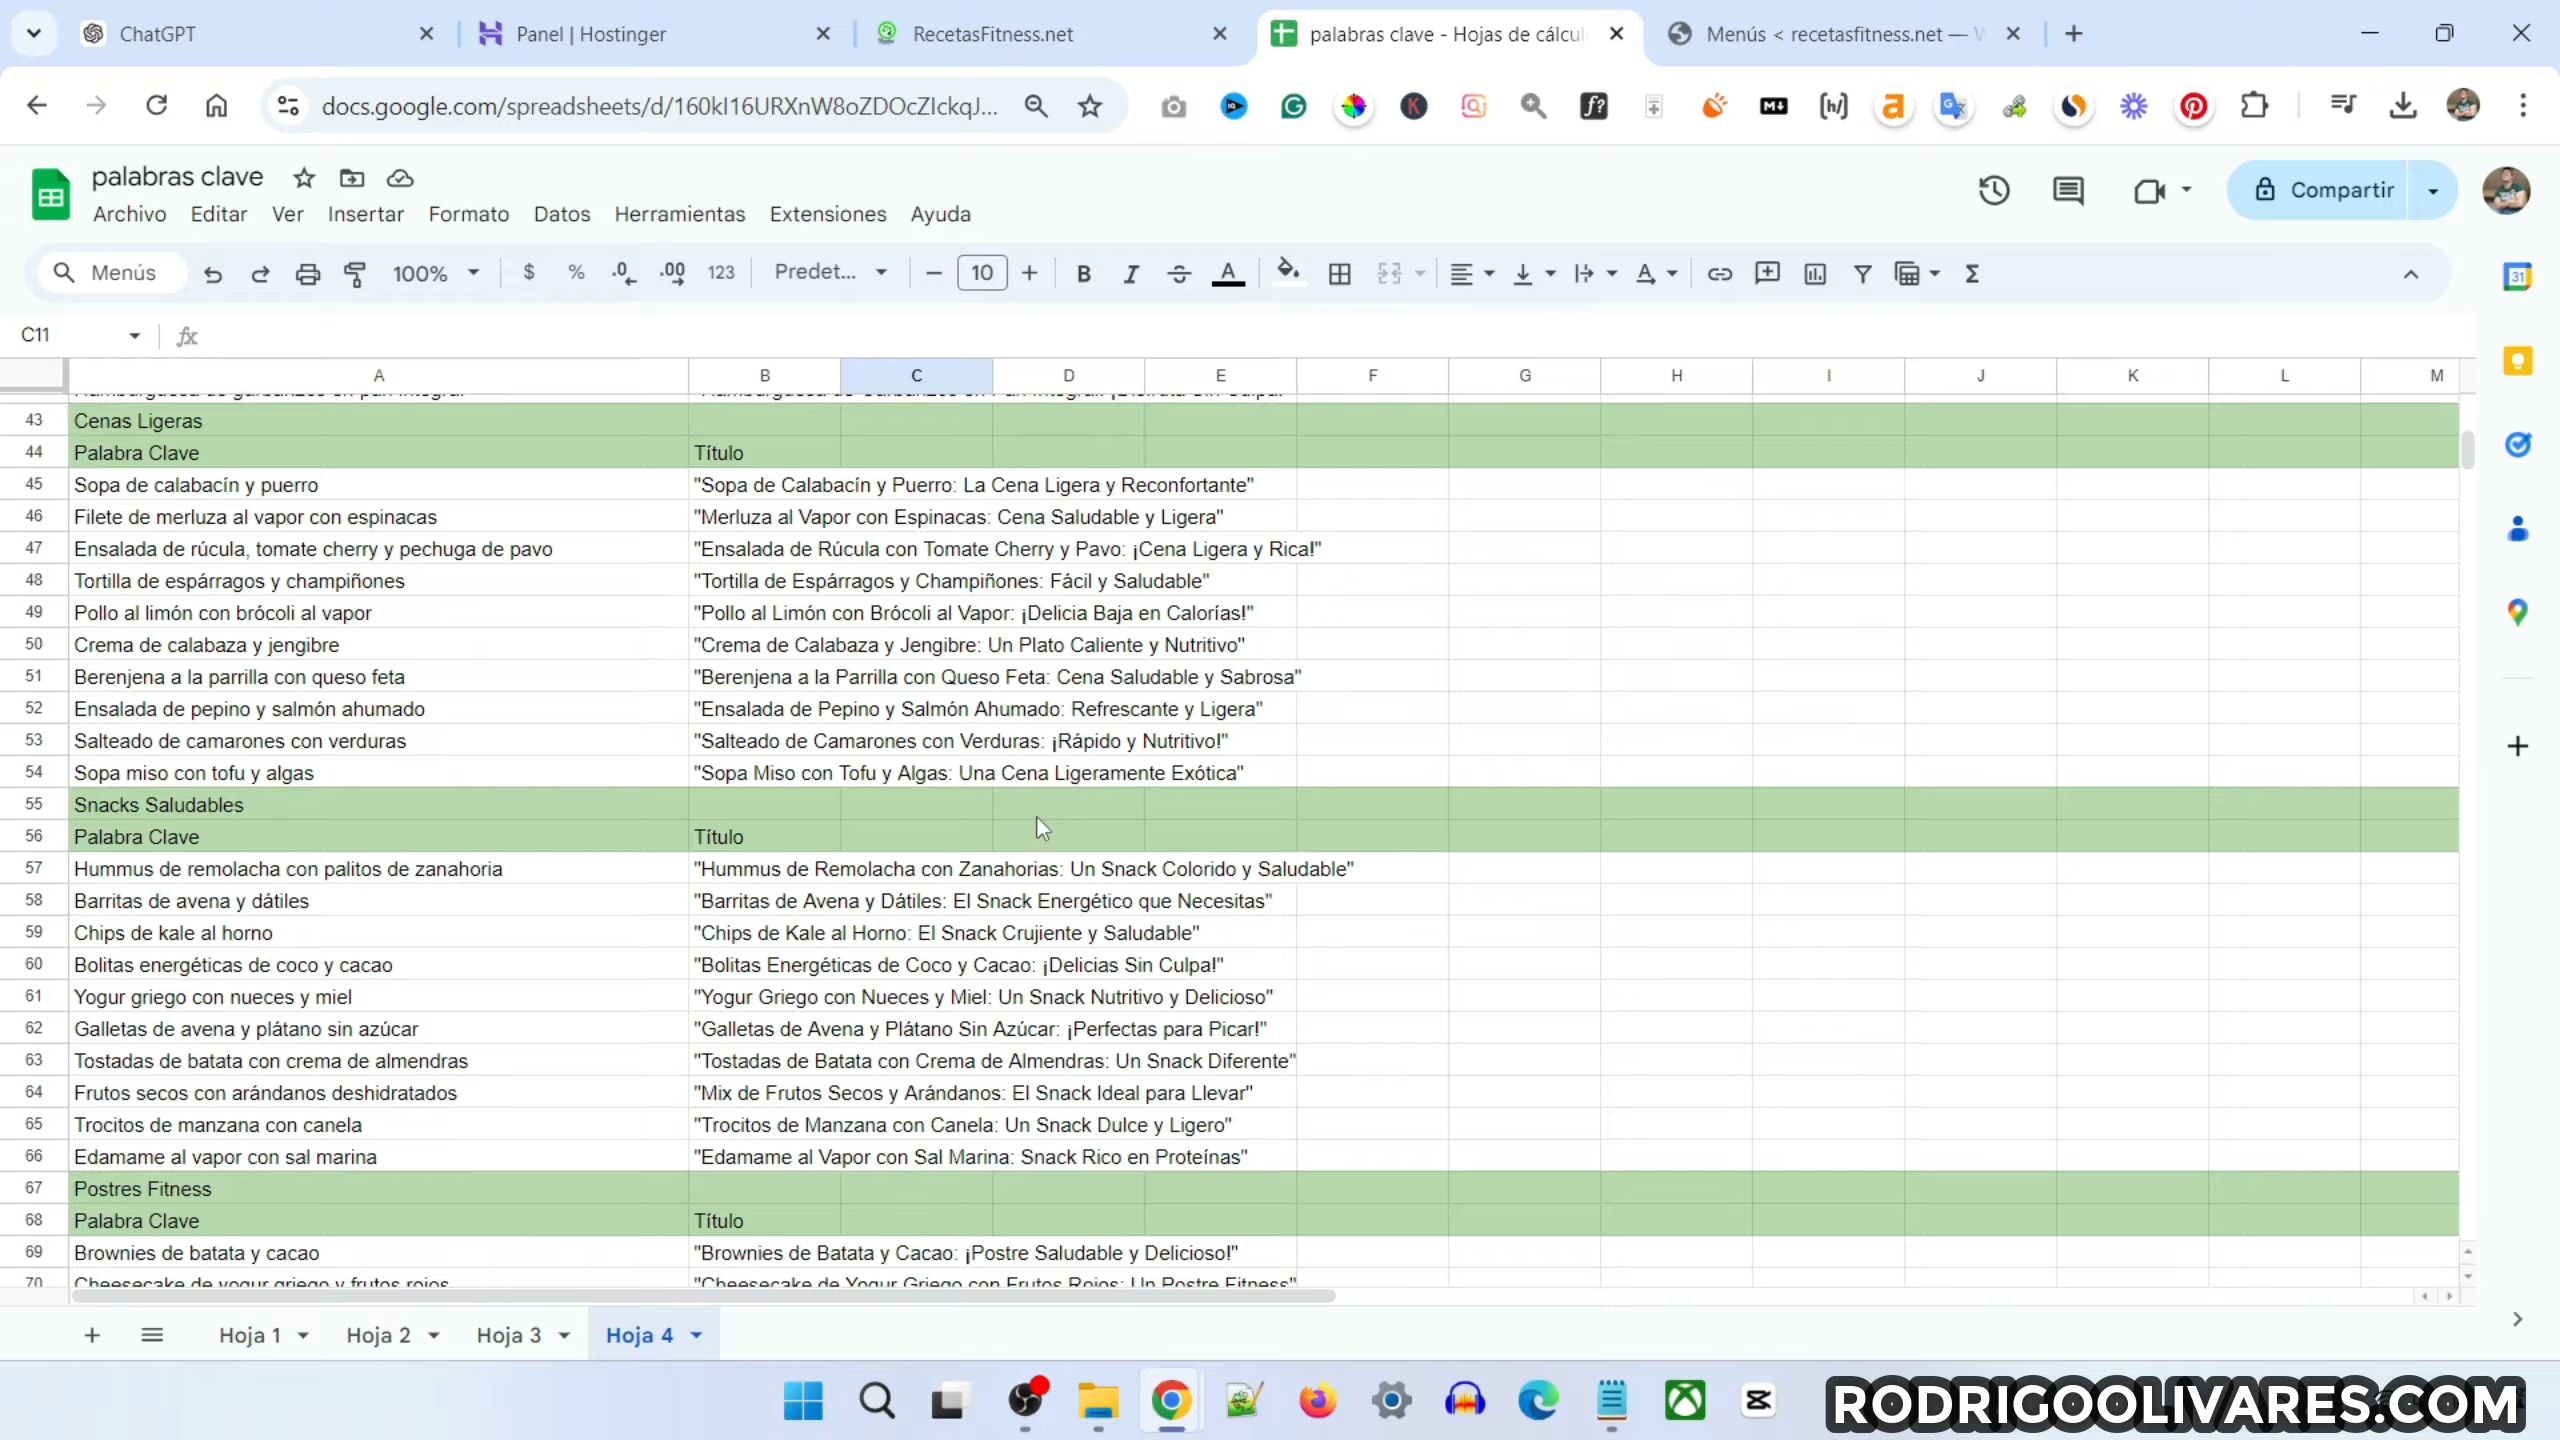 ChatGPT
Panel | Hostinger
RecetasFitness.net
palabras clave - Hojas de cálcul
Menús < recetasfitness.net —
docs.google.com/spreadsheets/d/160kI16URXnW8oZDOcZIckqJ...
palabras clave
Archivo Editar Ver Insertar Formato Datos Herramientas Extensiones Ayuda
Compartir
Menús 100% $ % .0 .00 123 Predet... 10
C11
A B C D E F G H I J K L M
43 Cenas Ligeras
44 Palabra Clave Título
45 Sopa de calabacín y puerro "Sopa de Calabacín y Puerro: La Cena Ligera y Reconfortante"
46 Filete de merluza al vapor con espinacas "Merluza al Vapor con Espinacas: Cena Saludable y Ligera"
47 Ensalada de rúcula, tomate cherry y pechuga de pavo "Ensalada de Rúcula con Tomate Cherry y Pavo: ¡Cena Ligera y Rica!"
48 Tortilla de espárragos y champiñones "Tortilla de Espárragos y Champiñones: Fácil y Saludable"
49 Pollo al limón con brócoli al vapor "Pollo al Limón con Brócoli al Vapor: ¡Delicia Baja en Calorías!"
50 Crema de calabaza y jengibre "Crema de Calabaza y Jengibre: Un Plato Caliente y Nutritivo"
51 Berenjena a la parrilla con queso feta "Berenjena a la Parrilla con Queso Feta: Cena Saludable y Sabrosa"
52 Ensalada de pepino y salmón ahumado "Ensalada de Pepino y Salmón Ahumado: Refrescante y Ligera"
53 Salteado de camarones con verduras "Salteado de Camarones con Verduras: ¡Rápido y Nutritivo!"
54 Sopa miso con tofu y algas "Sopa Miso con Tofu y Algas: Una Cena Ligeramente Exótica"
55 Snacks Saludables
56 Palabra Clave Título
57 Hummus de remolacha con palitos de zanahoria "Hummus de Remolacha con Zanahorias: Un Snack Colorido y Saludable"
58 Barritas de avena y dátiles "Barritas de Avena y Dátiles: El Snack Energético que Necesitas"
59 Chips de kale al horno "Chips de Kale al Horno: El Snack Crujiente y Saludable"
60 Bolitas energéticas de coco y cacao "Bolitas Energéticas de Coco y Cacao: ¡Delicias Sin Culpa!"
61 Yogur griego con nueces y miel "Yogur Griego con Nueces y Miel: Un Snack Nutritivo y Delicioso"
62 Galletas de avena y plátano sin azúcar "Galletas de Avena y Plátano Sin Azúcar: ¡Perfectas para Picar!"
63 Tostadas de batata con crema de almendras "Tostadas de Batata con Crema de Almendras: Un Snack Diferente"
64 Frutos secos con arándanos deshidratados "Mix de Frutos Secos y Arándanos: El Snack Ideal para Llevar"
65 Trocitos de manzana con canela "Trocitos de Manzana con Canela: Un Snack Dulce y Ligero"
66 Edamame al vapor con sal marina "Edamame al Vapor con Sal Marina: Snack Rico en Proteínas"
67 Postres Fitness
68 Palabra Clave Título
69 Brownies de batata y cacao "Brownies de Batata y Cacao: ¡Postre Saludable y Delicioso!"
70 Cheesecake de yogur griego y frutos rojos "Cheesecake de Yogur Griego con Frutos Rojos: Un Postre Fitness"
Hoja 1 Hoja 2 Hoja 3 Hoja 4
RODRIGOOLIVARES.COM